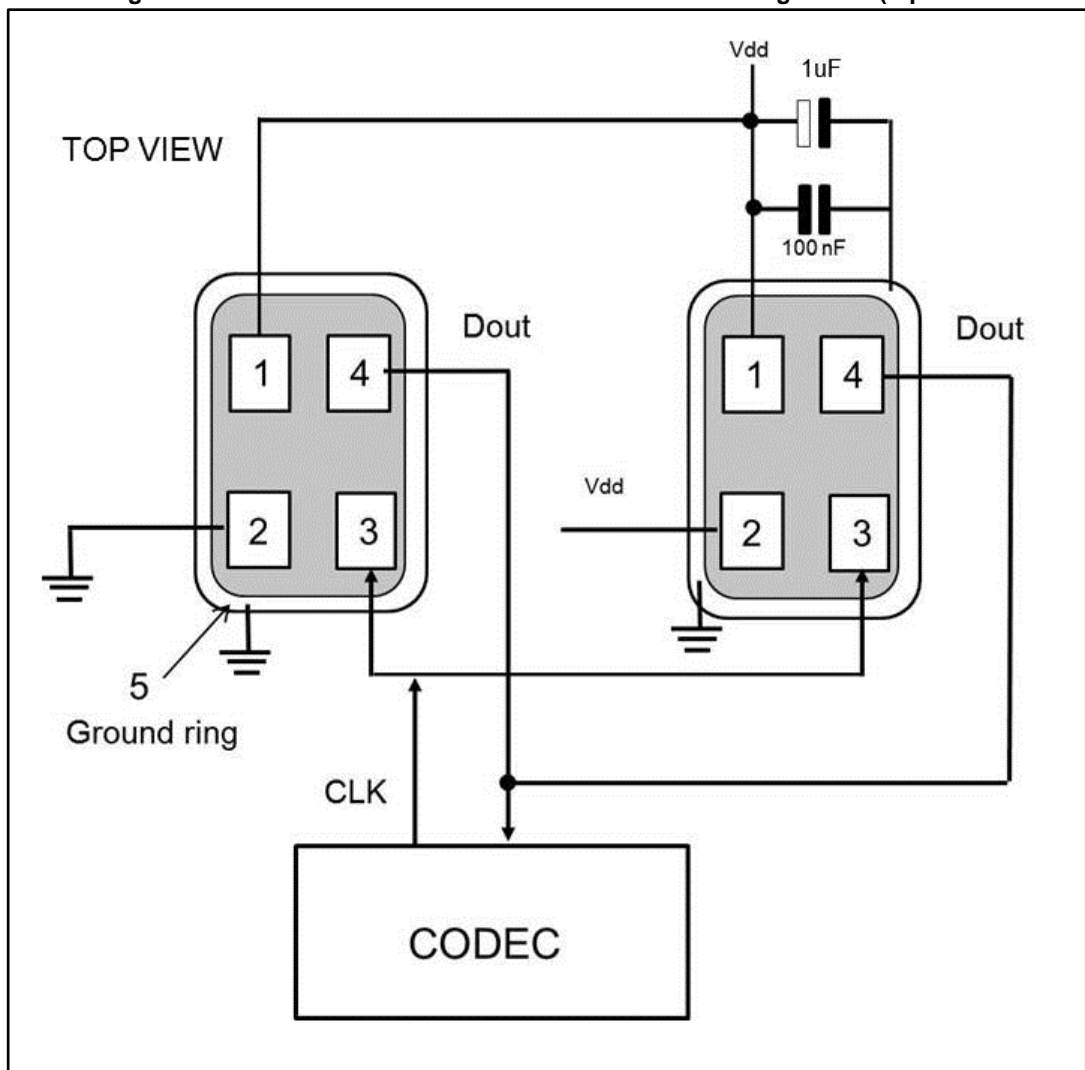 Vdd
1uF
TOP VIEW
100 nF
Dout
Dout
1
4
1
4
Vdd
2
3
2
3
5
Ground ring
CLK
CODEC